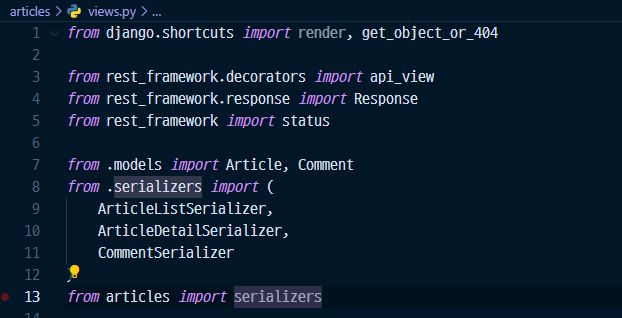 articles > views.py > ...
1 from django.shortcuts import render, get_object_or_404
2
3 from rest_framework.decorators import api_view
4 from rest_framework.response import Response
5 from rest_framework import status
6
7 from .models import Article, Comment
8 from .serializers import (
9 ArticleListSerializer,
10 ArticleDetailSerializer,
11 CommentSerializer
12 )
13 from articles import serializers